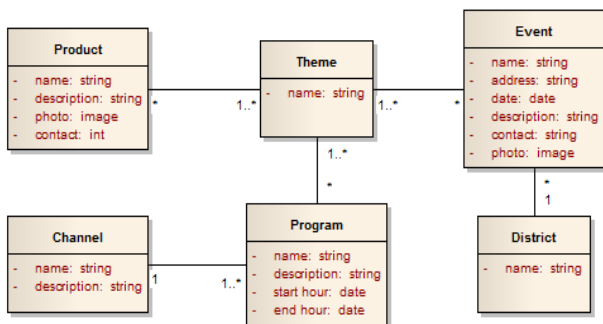 Product
- name: string
- description: string
- photo: image
- contact: int
*
1..*
Theme
- name: string
1..*
*
Event
- name: string
- address: string
- date: date
- description: string
- contact: string
- photo: image
1..*
*
*
1
Channel
- name: string
- description: string
1
1..*
Program
- name: string
- description: string
- start hour: date
- end hour: date
District
- name: string